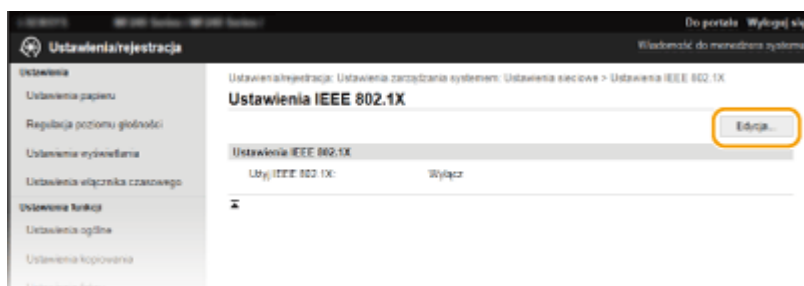 Do portalu Wyloguj się
Ustawienia/rejestracja
Wiadomość do menedżera systemu
Ustawienia
Ustawienia papieru
Regulacja poziomu głośności
Ustawienia wyświetlania
Ustawienia włącznika czasowego
Ustawienia funkcji
Ustawienia ogólne
Ustawienia kopiowania
Ustawienia/rejestracja: Ustawienia zarządzania systemem: Ustawienia sieciowe > Ustawienia IEEE 802.1X
Ustawienia IEEE 802.1X
Edycja...
Ustawienia IEEE 802.1X
Użyj IEEE 802.1X: Wyłącz